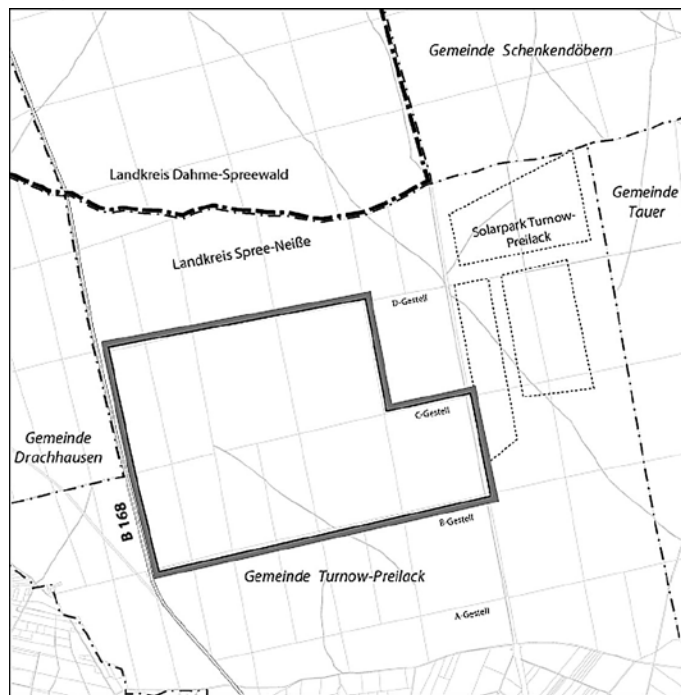 Gemeinde Schenkendöbern
Landkreis Dahme-Spreewald
Gemeinde
Tauer
Solarpark Turnow-
Preilack
Landkreis Spree-Neiße
D-Gestell
C-Gestell
Gemeinde
Drachhausen
B 168
B-Gestell
Gemeinde Turnow-Preilack
A-Gestell